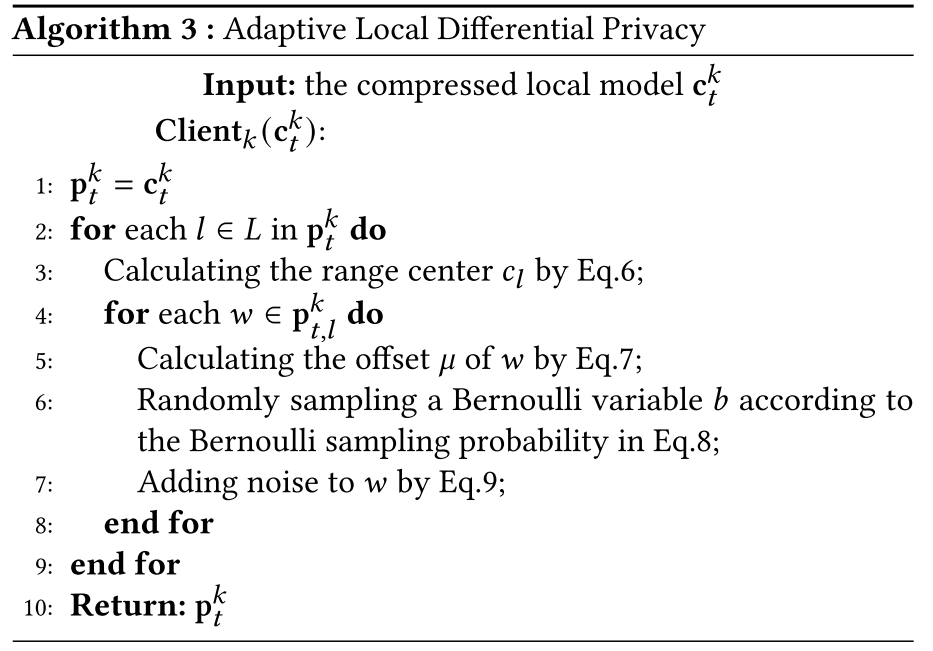 Algorithm 3 : Adaptive Local Differential Privacy
Input: the compressed local model $\mathbf{c}_t^k$
Client$_k$($\mathbf{c}_t^k$):
1: $\mathbf{p}_t^k = \mathbf{c}_t^k$
2: for each $l \in L$ in $\mathbf{p}_t^k$ do
3: Calculating the range center $c_l$ by Eq.6;
4: for each $w \in \mathbf{p}_{t,l}^k$ do
5: Calculating the offset $\mu$ of $w$ by Eq.7;
6: Randomly sampling a Bernoulli variable $b$ according to
the Bernoulli sampling probability in Eq.8;
7: Adding noise to $w$ by Eq.9;
8: end for
9: end for
10: Return: $\mathbf{p}_t^k$